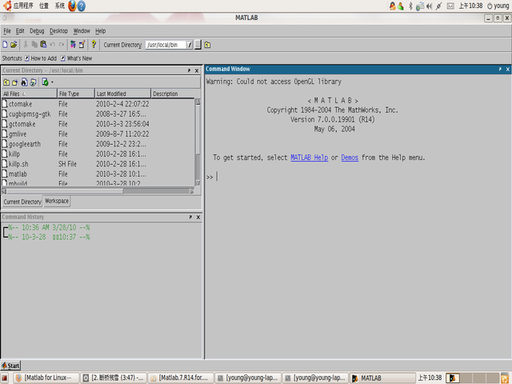 应用程序 位置 系统 上午10:38 young
MATLAB
File Edit Debug Desktop Window Help
Current Directory: /usr/local/bin
Shortcuts How to Add What's New
Current Directory - /usr/local/bin
All Files File Type Last Modified Description
ctomake File 2010-2-4 22:07:22
cugbipmsg-gtk File 2008-3-27 16:5...
gctomake File 2010-3-3 23:56:04
gmlive File 2009-8-7 11:20:22
googleearth File 2009-12-2 23:2...
killp File 2010-2-28 16:1...
killp.sh SH File 2010-2-28 16:1...
matlab File 2010-3-28 10:1...
mbuild File 2010-3-28 10:2...
Current Directory Workspace
Command History
%-- 10:36 AM 3/28/10 --%
%-- 10-3-28 10:37 --%
Command Window
Warning: Could not access OpenGL library
< M A T L A B >
Copyright 1984-2004 The MathWorks, Inc.
Version 7.0.0.19901 (R14)
May 06, 2004
To get started, select MATLAB Help or Demos from the Help menu.
>>
Start
[Matlab for Linux... [2. 断桥残雪 (3:47) -... [Matlab.7.R14.for... [young@young-lap... [young@young-lap... MATLAB 上午10:38